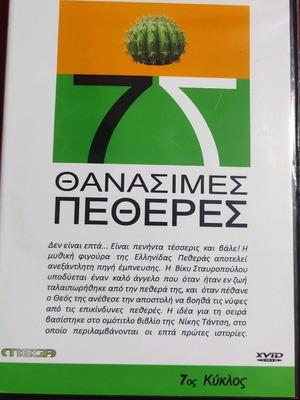 7
ΘΑΝΑΣΙΜΕΣ
ΠΕΘΕΡΕΣ
Δεν είναι επτά... Είναι πενήντα τέσσερις και βάλε! Η
μυθική φιγούρα της Ελληνίδας Πεθεράς αποτελεί
ανεξάντλητη πηγή έμπνευσης. Η Βίκυ Σταυροπούλου
υποδύεται έναν καλό άγγελο που όταν ήταν εν ζωή
ταλαιπωρήθηκε από την πεθερά της, και όταν πέθανε
ο Θεός της ανέθεσε την αποστολή να βοηθά τις νύφες
από τις επικίνδυνες πεθερές. Η ιδέα για τη σειρά
βασίστηκε στο ομότιτλο βιβλίο της Νίκης Τάντση, στο
οποίο περιλαμβάνονται οι επτά πρώτες ιστορίες.
MEGA
XVID
7ος Κύκλος